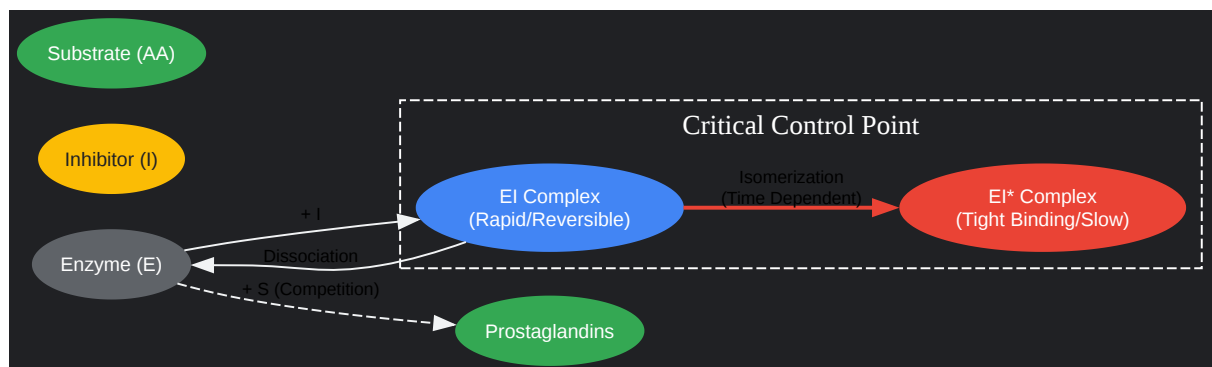 Substrate (AA)
Critical Control Point
Inhibitor (I)
Isomerization
(Time Dependent)
EI Complex
(Rapid/Reversible)
EI* Complex
(Tight Binding/Slow)
+ I
Dissociation
Enzyme (E)
+ S (Competition)
Prostaglandins